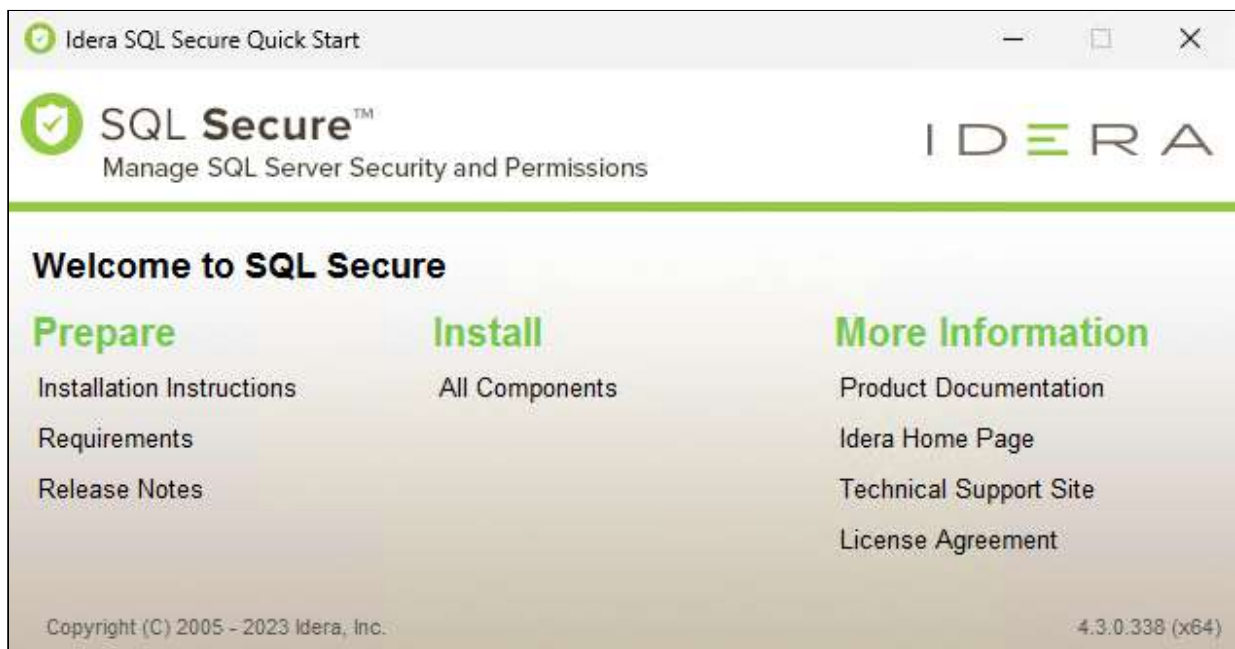 Idera SQL Secure Quick Start
SQL Secure™
Manage SQL Server Security and Permissions
IDERA
Welcome to SQL Secure
Prepare
Installation Instructions
Requirements
Release Notes
Install
All Components
More Information
Product Documentation
Idera Home Page
Technical Support Site
License Agreement
Copyright (C) 2005 - 2023 Idera, Inc.
4.3.0.338 (x64)